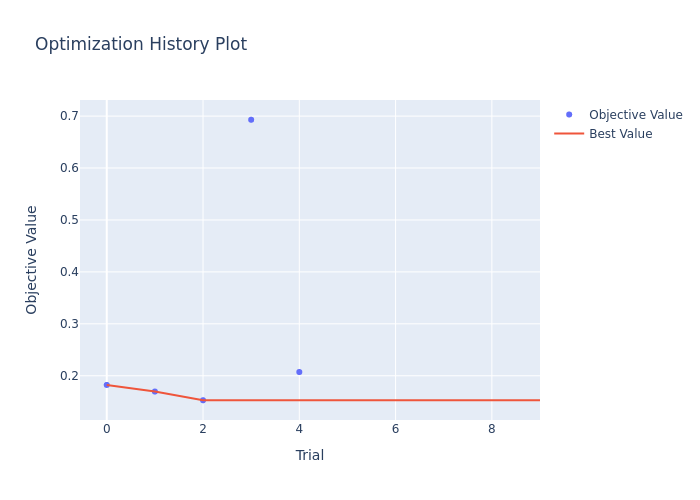 Optimization History Plot
Objective Value
Best Value
0.7
0.6
0.5
0.4
0.3
0.2
Objective Value
0 2 4 6 8
Trial